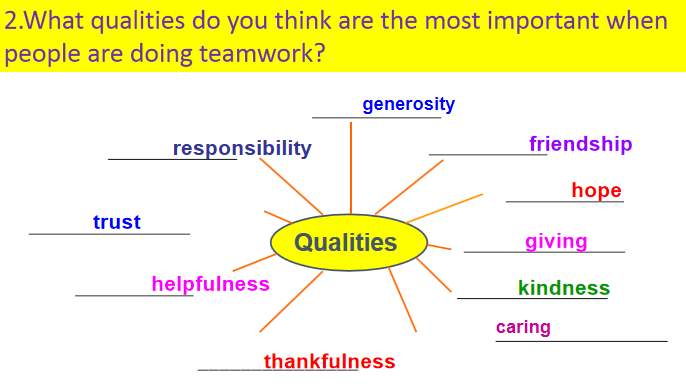 2.What qualities do you think are the most important when
people are doing teamwork?
generosity
responsibility
friendship
hope
trust
Qualities
giving
helpfulness
kindness
caring
thankfulness